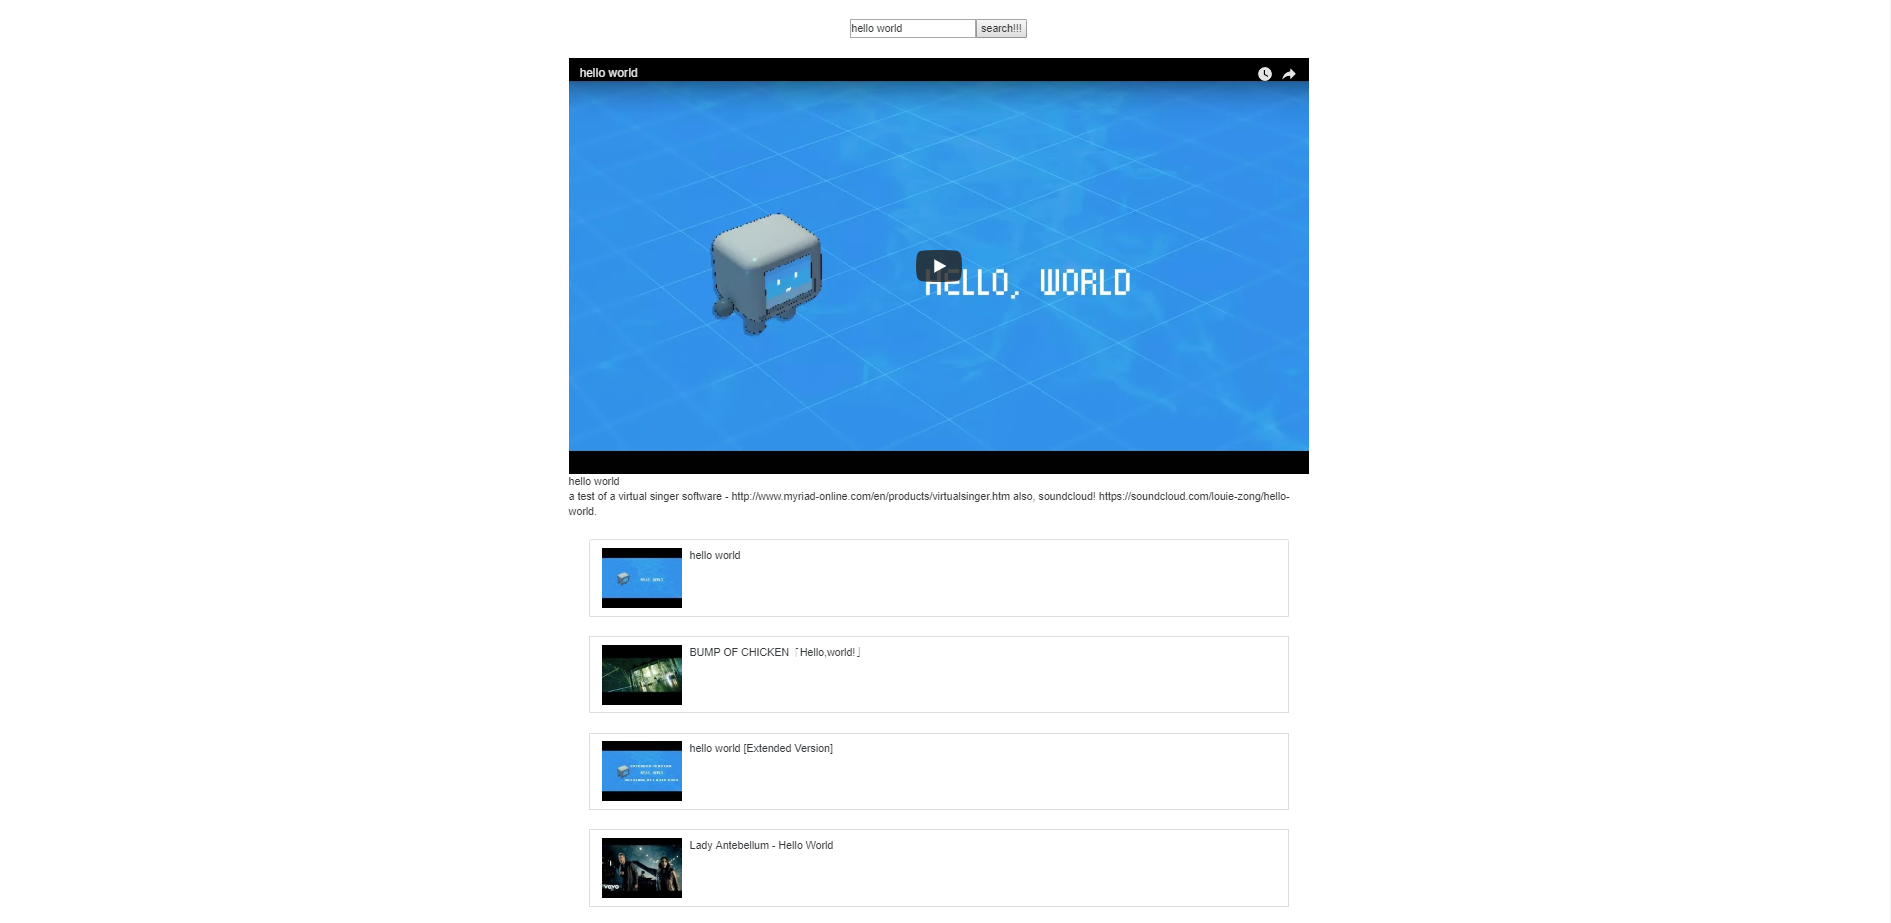 hello world
search!!!
hello world
HELLO, WORLD
hello world
a test of a virtual singer software - http://www.myriad-online.com/en/products/virtualsinger.htm also, soundcloud! https://soundcloud.com/louie-zong/hello-
world.
hello world
BUMP OF CHICKEN「Hello,world!」
hello world [Extended Version]
Lady Antebellum - Hello World
vevo